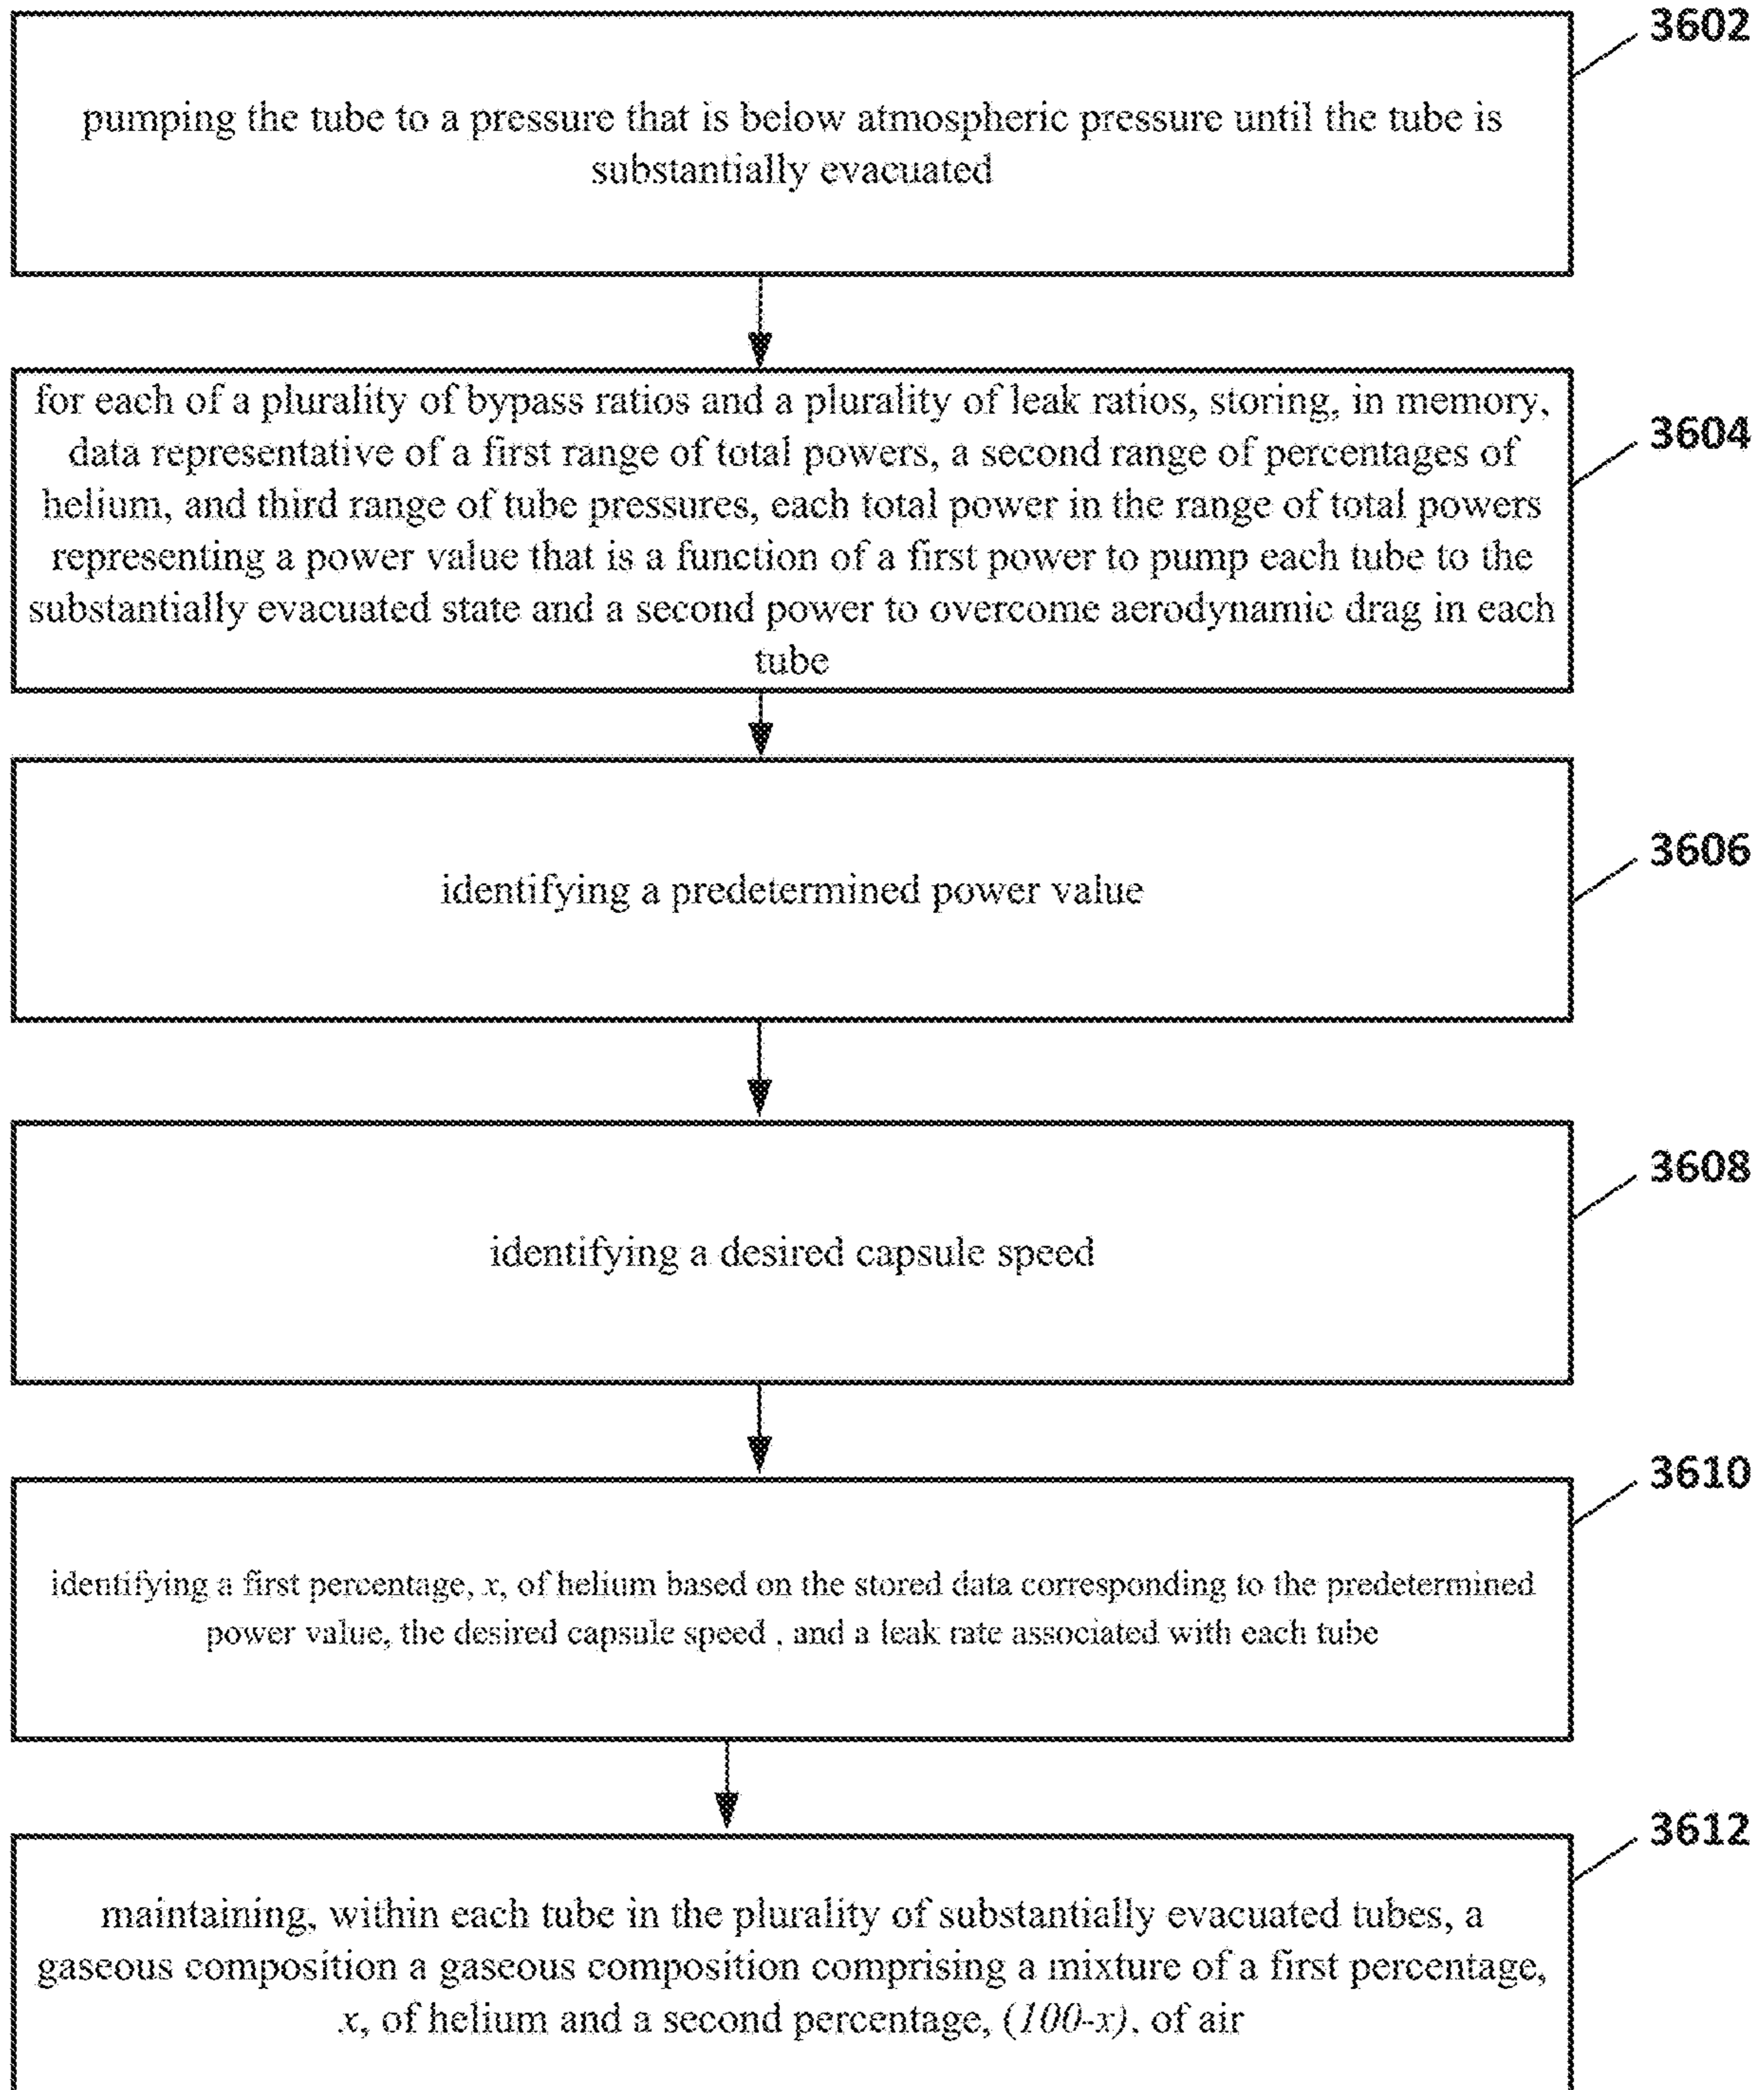 3602
pumping the tube to a pressure that is below atmospheric pressure until the tube is
substantially evacuated
for each of a plurality of bypass ratios and a plurality of leak ratios, storing, in memory,
data representative of a first range of total powers, a second range of percentages of
helium, and third range of tube pressures, each total power in the range of total powers
representing a power value that is a function of a first power to pump each tube to the
substantially evacuated state and a second power to overcome aerodynamic drag in each
tube
3604
identifying a predetermined power value
3606
identifying a desired capsule speed
3608
identifying a first percentage, x, of helium based on the stored data corresponding to the predetermined
power value, the desired capsule speed , and a leak rate associated with each tube
3610
maintaining, within each tube in the plurality of substantially evacuated tubes, a
gaseous composition a gaseous composition comprising a mixture of a first percentage,
x, of helium and a second percentage, (100-x), of air
3612